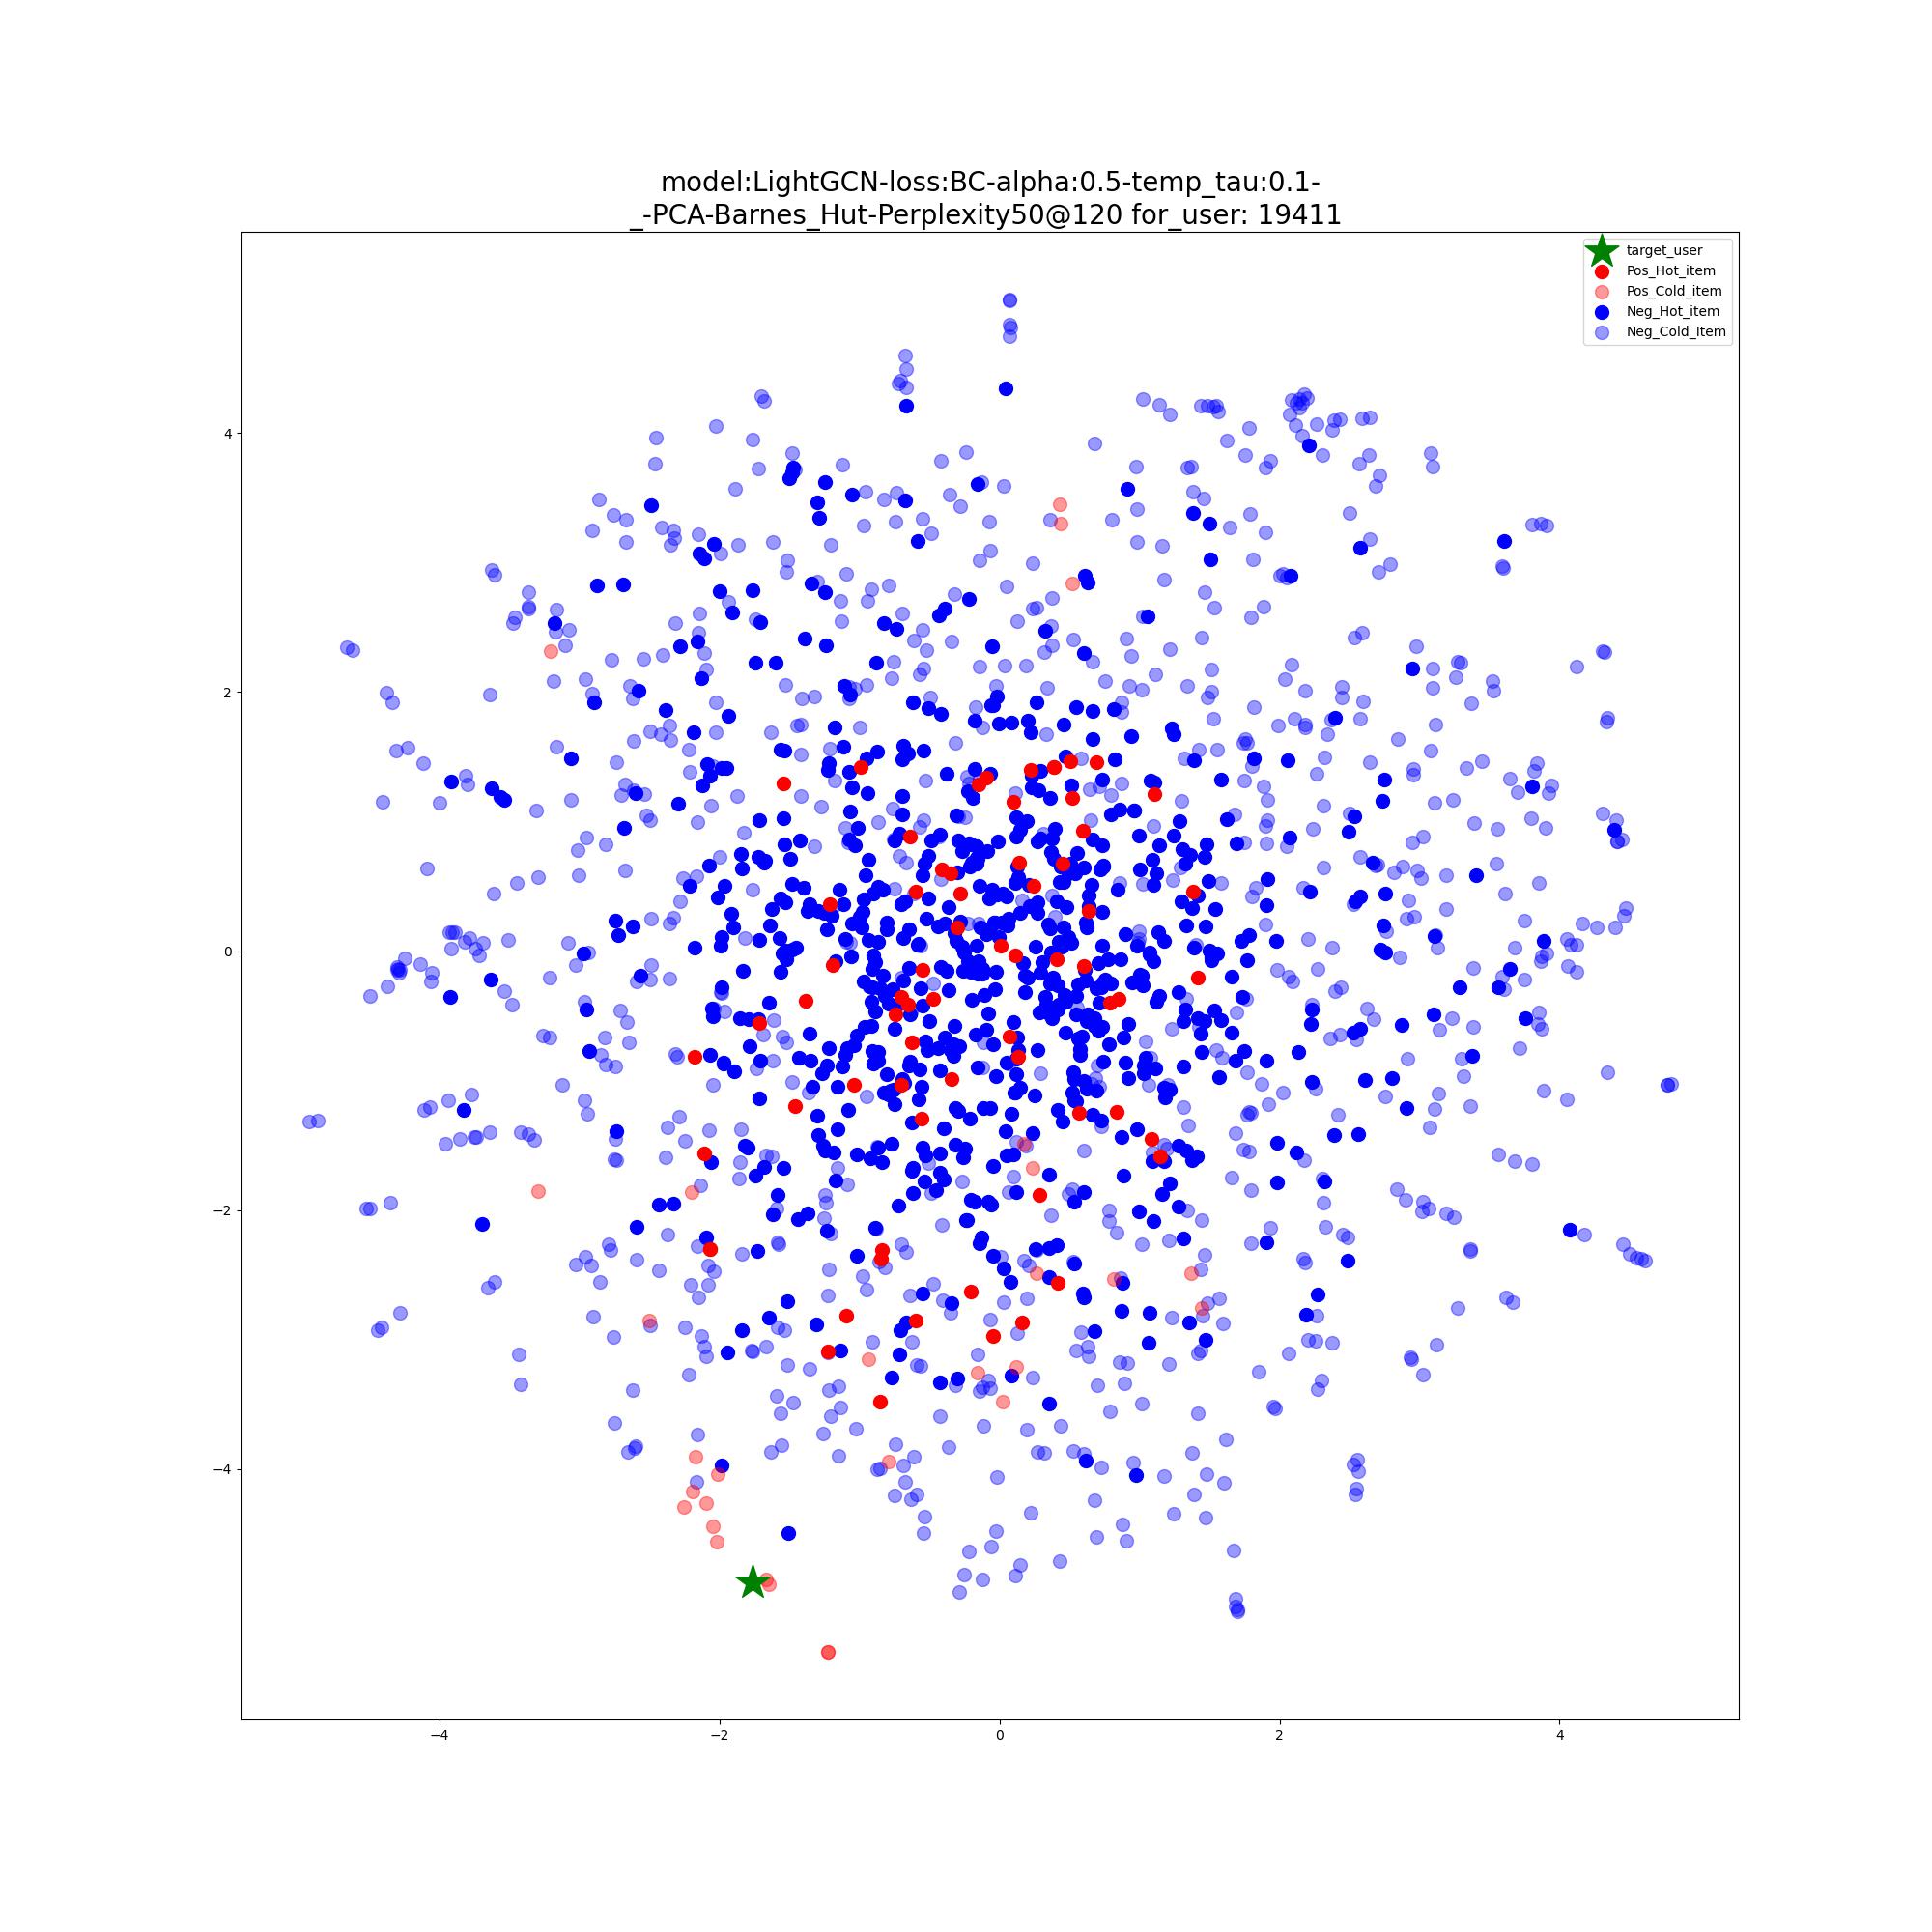 model:LightGCN-loss:BC-alpha:0.5-temp_tau:0.1-
_-PCA-Barnes_Hut-Perplexity50@120 for_user: 19411
target_user
Pos_Hot_item
Pos_Cold_item
Neg_Hot_item
Neg_Cold_Item
4
2
0
−2
−4
−4
−2
0
2
4